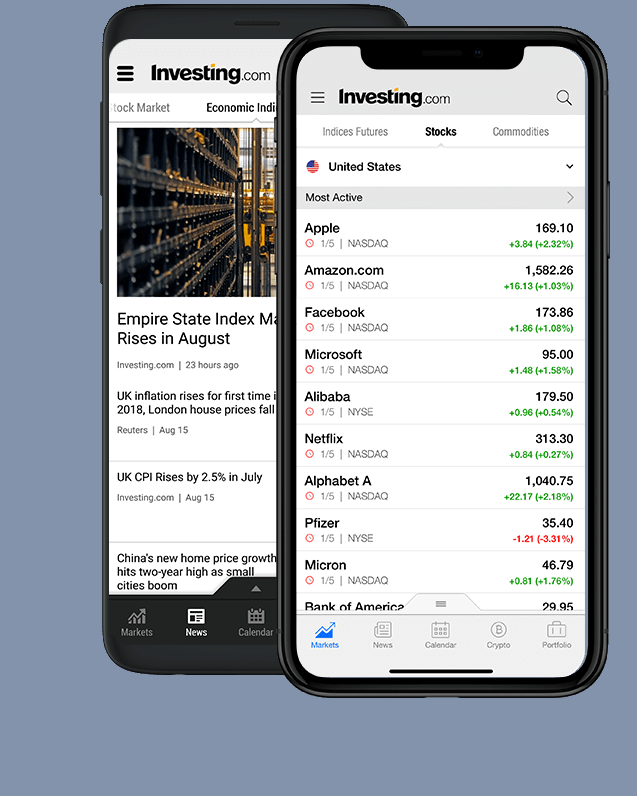 Investing.com
tock Market Economic Indi
Empire State Index Ma
Rises in August
Investing.com | 23 hours ago
UK inflation rises for first time i
2018, London house prices fall
Reuters | Aug 15
UK CPI Rises by 2.5% in July
Investing.com | Aug 15
China's new home price growth
hits two-year high as small
cities boom
Markets News Calendar
Investing.com
Indices Futures Stocks Commodities
United States
Most Active
Apple 169.10
1/5 | NASDAQ +3.84 (+2.32%)
Amazon.com 1,582.26
1/5 | NASDAQ +16.13 (+1.03%)
Facebook 173.86
1/5 | NASDAQ +1.86 (+1.08%)
Microsoft 95.00
1/5 | NASDAQ +1.48 (+1.58%)
Alibaba 179.50
1/5 | NYSE +0.96 (+0.54%)
Netflix 313.30
1/5 | NASDAQ +0.84 (+0.27%)
Alphabet A 1,040.75
1/5 | NASDAQ +22.17 (+2.18%)
Pfizer 35.40
1/5 | NYSE -1.21 (-3.31%)
Micron 46.79
1/5 | NASDAQ +0.81 (+1.76%)
Bank of America 29.95
Markets News Calendar Crypto Portfolio